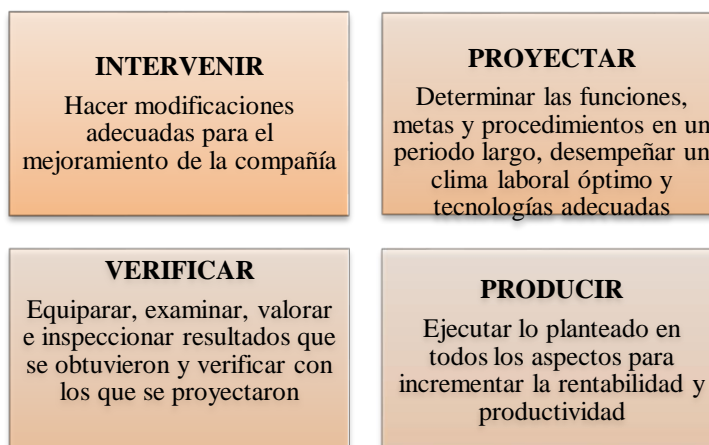 INTERVENIR
Hacer modificaciones
adecuadas para el
mejoramiento de la compañía
PROYECTAR
Determinar las funciones,
metas y procedimientos en un
periodo largo, desempeñar un
clima laboral óptimo y
tecnologías adecuadas
VERIFICAR
Equiparar, examinar, valorar
e inspeccionar resultados que
se obtuvieron y verificar con
los que se proyectaron
PRODUCIR
Ejecutar lo planteado en
todos los aspectos para
incrementar la rentabilidad y
productividad